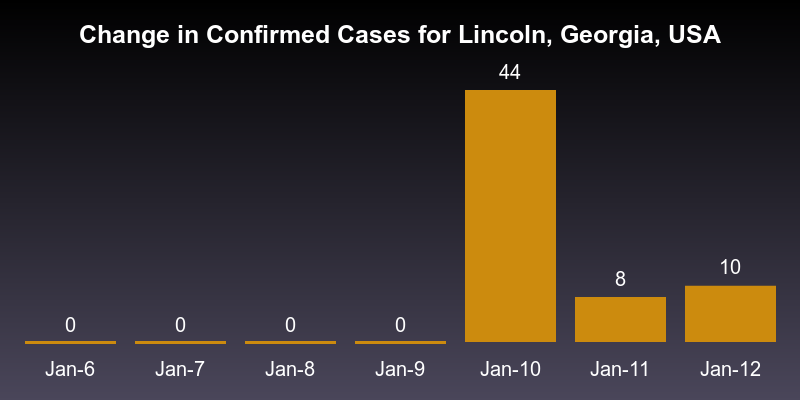 Change in Confirmed Cases for Lincoln, Georgia, USA
44
10
8
0 0 0 0
Jan-6 Jan-7 Jan-8 Jan-9 Jan-10 Jan-11 Jan-12